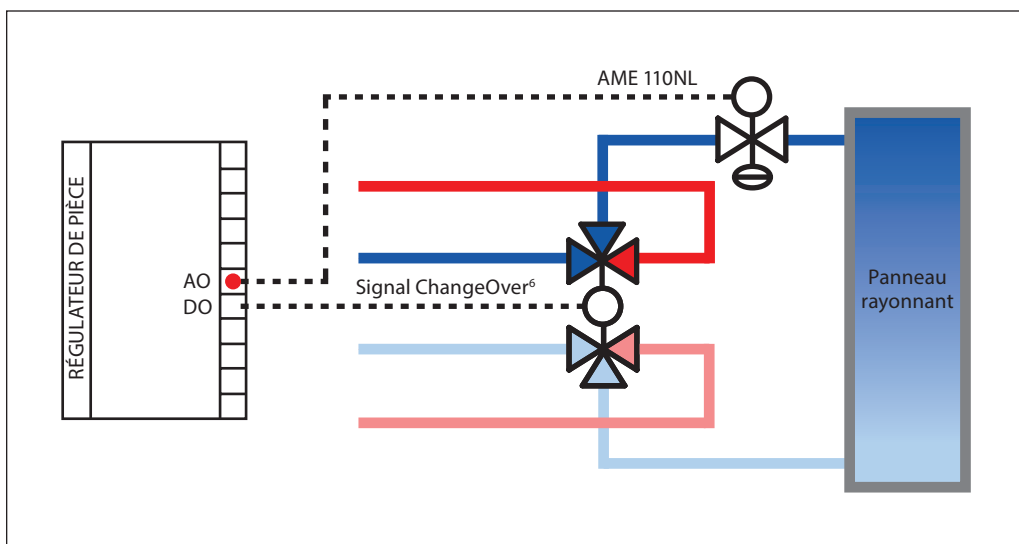 AME 110NL
RÉGULATEUR DE PIÈCE
AO
DO
Signal ChangeOver⁶
Panneau
rayonnant